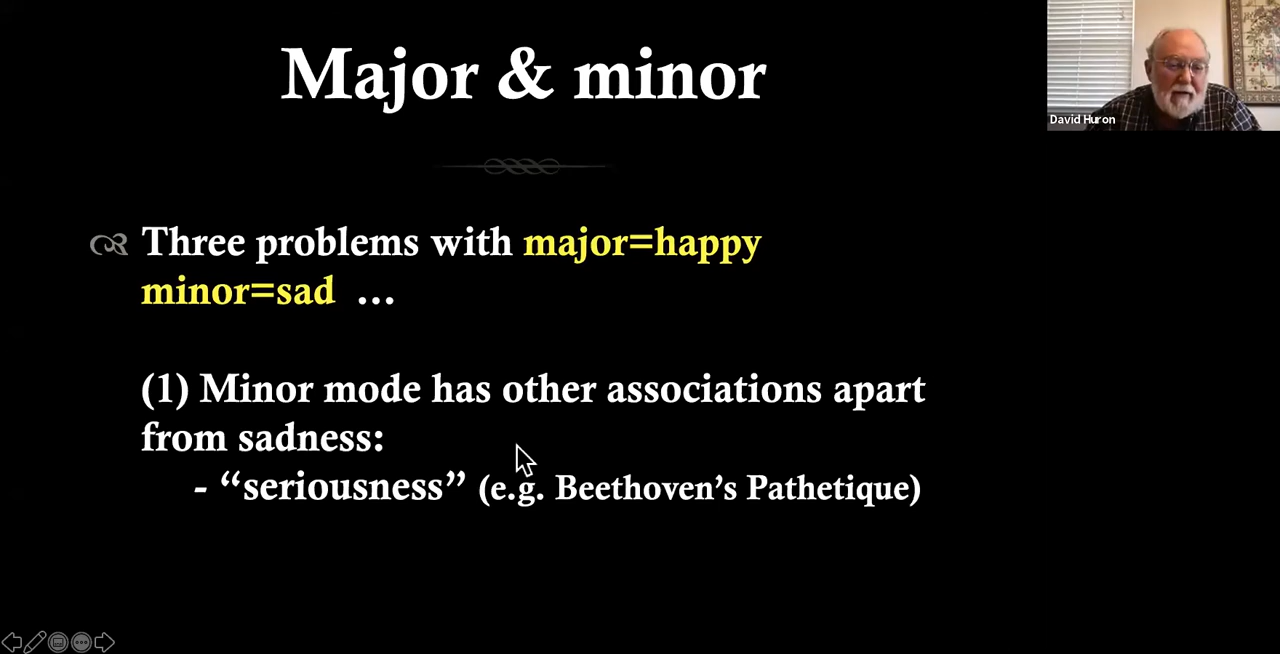 Major & minor
David Huron
Three problems with major=happy
minor=sad ...
(1) Minor mode has other associations apart
from sadness:
- “seriousness” (e.g. Beethoven’s Pathetique)